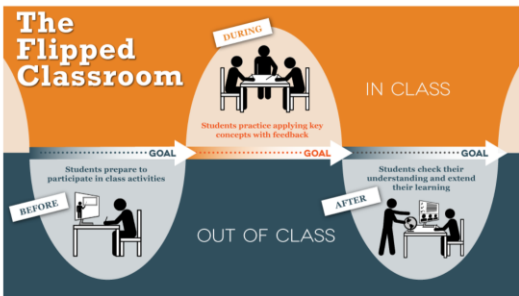 The
Flipped
Classroom
DURING
IN CLASS
Students practice applying key
concepts with feedback
GOAL
GOAL
GOAL
Students prepare to
participate in class activities
BEFORE
OUT OF CLASS
Students check their
understanding and extend
their learning
AFTER